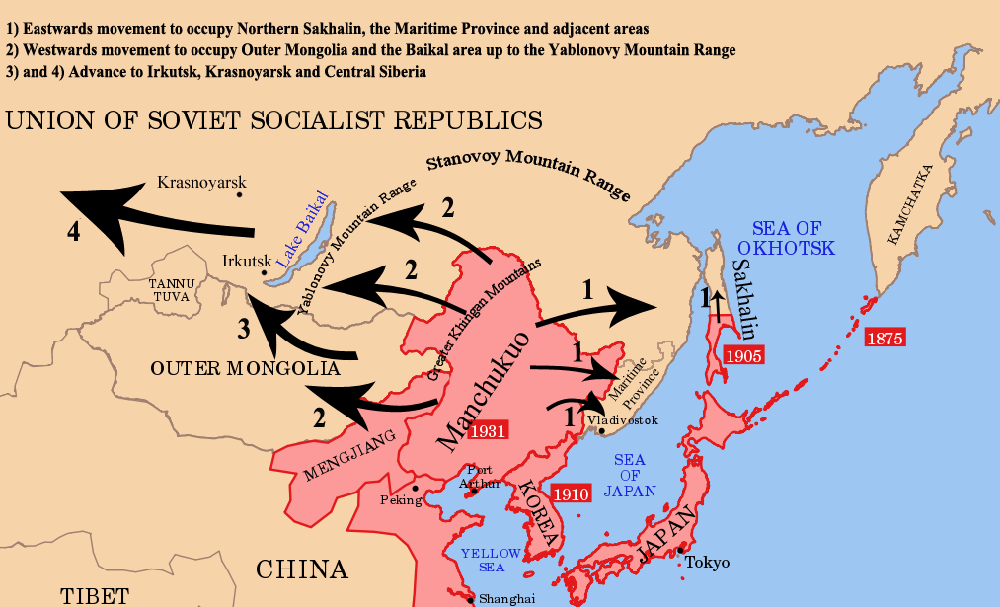 1) Eastwards movement to occupy Northern Sakhalin, the Maritime Province and adjacent areas
2) Westwards movement to occupy Outer Mongolia and the Baikal area up to the Yablonovy Mountain Range
3) and 4) Advance to Irkutsk, Krasnoyarsk and Central Siberia
UNION OF SOVIET SOCIALIST REPUBLICS
Stanovoy Mountain Range
Krasnoyarsk
4
Lake Baikal
Yablonovy Mountain Range
2
KAMCHATKA
SEA OF
OKHOTSK
Irkutsk
TANNU
TUVA
2
Greater Khingan Mountains
1
1
Sakhalin
3
1875
1905
OUTER MONGOLIA
1
Maritime
Province
Manchukuo
2
1
Vladivostok
1931
MENGJIANG
SEA
OF
JAPAN
Port
Arthur
Peking
KOREA
1910
JAPAN
YELLOW
SEA
Tokyo
CHINA
TIBET
Shanghai